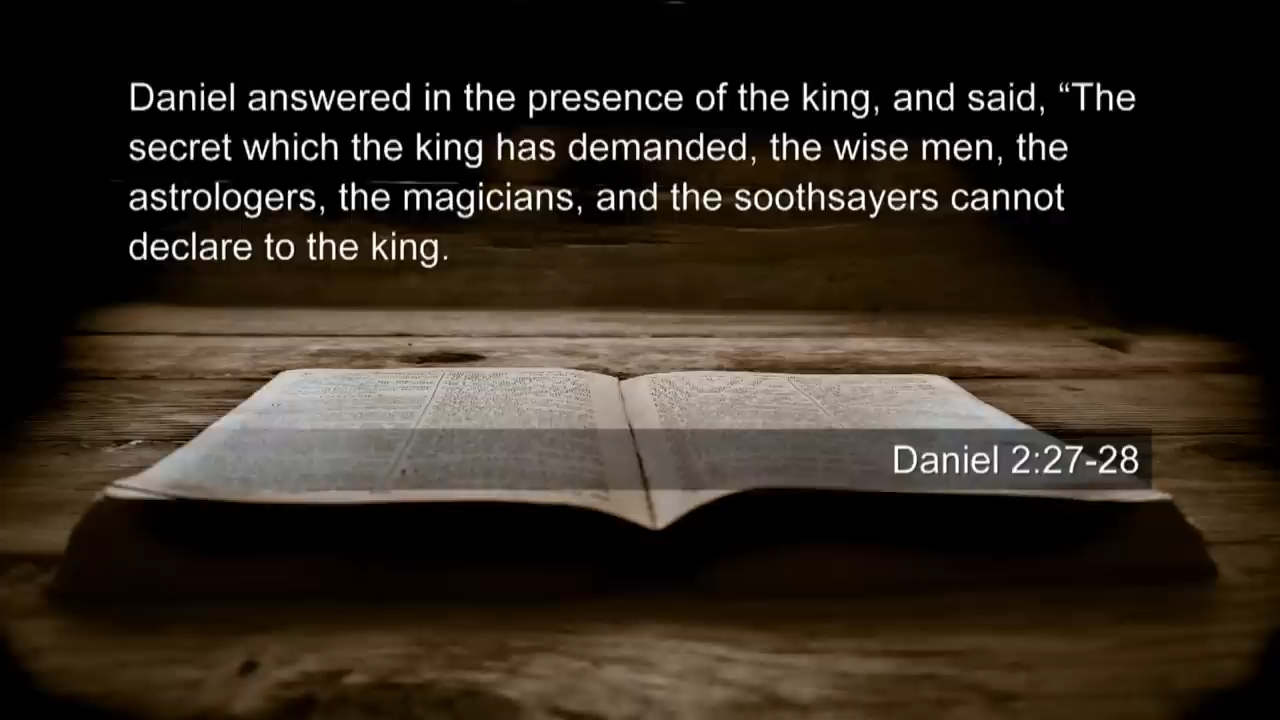 Daniel answered in the presence of the king, and said, “The
secret which the king has demanded, the wise men, the
astrologers, the magicians, and the soothsayers cannot
declare to the king.
Daniel 2:27-28